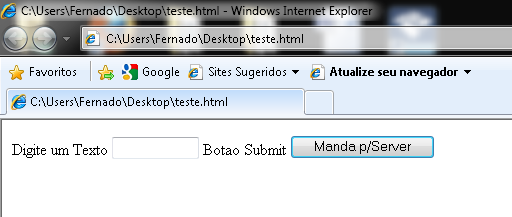 C:\Users\Fernado\Desktop\teste.html - Windows Internet Explorer
C:\Users\Fernado\Desktop\teste.html
Favoritos Google Sites Sugeridos Atualize seu navegador
C:\Users\Fernado\Desktop\teste.html
Digite um Texto Botao Submit Manda p/Server